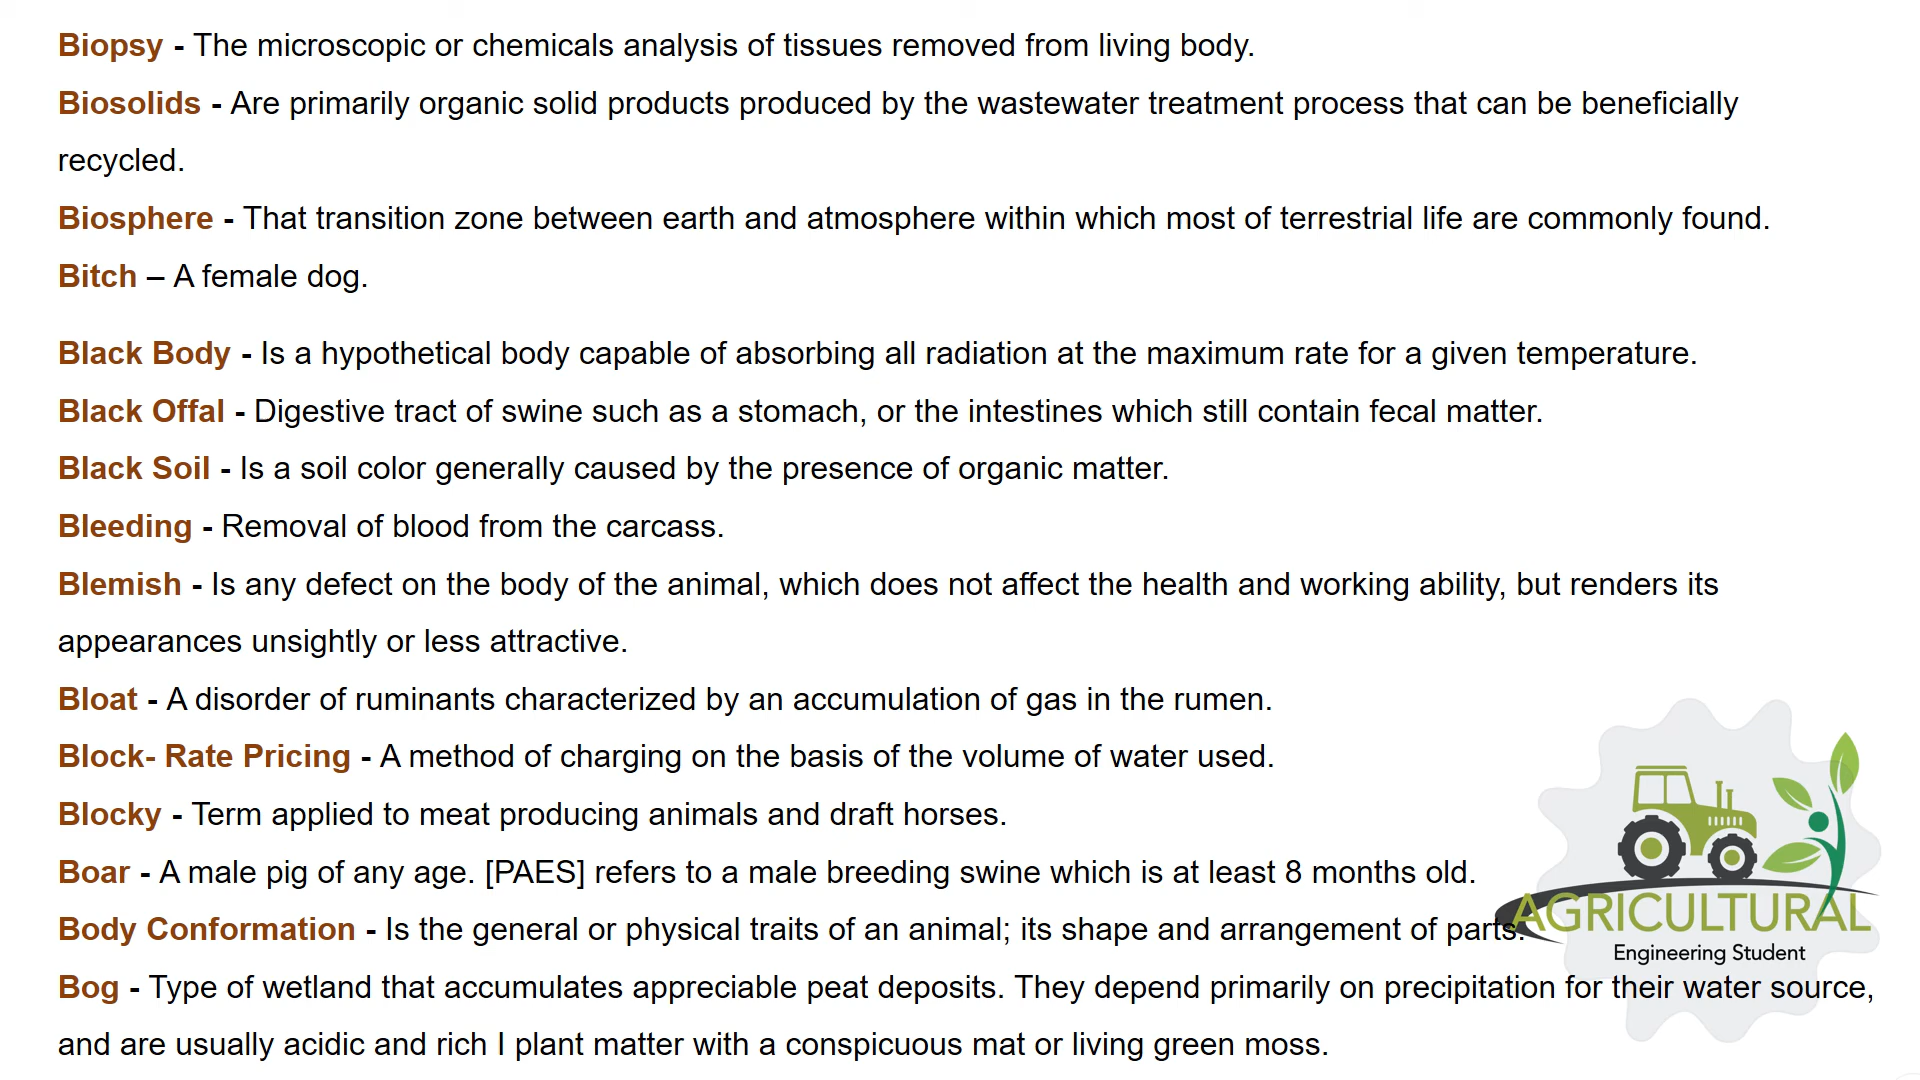 Biopsy - The microscopic or chemicals analysis of tissues removed from living body.
Biosolids - Are primarily organic solid products produced by the wastewater treatment process that can be beneficially
recycled.
Biosphere - That transition zone between earth and atmosphere within which most of terrestrial life are commonly found.
Bitch – A female dog.
Black Body - Is a hypothetical body capable of absorbing all radiation at the maximum rate for a given temperature.
Black Offal - Digestive tract of swine such as a stomach, or the intestines which still contain fecal matter.
Black Soil - Is a soil color generally caused by the presence of organic matter.
Bleeding - Removal of blood from the carcass.
Blemish - Is any defect on the body of the animal, which does not affect the health and working ability, but renders its
appearances unsightly or less attractive.
Bloat - A disorder of ruminants characterized by an accumulation of gas in the rumen.
Block- Rate Pricing - A method of charging on the basis of the volume of water used.
Blocky - Term applied to meat producing animals and draft horses.
Boar - A male pig of any age. [PAES] refers to a male breeding swine which is at least 8 months old.
Body Conformation - Is the general or physical traits of an animal; its shape and arrangement of parts.
AGRICULTURAL
Engineering Student
Bog - Type of wetland that accumulates appreciable peat deposits. They depend primarily on precipitation for their water source,
and are usually acidic and rich I plant matter with a conspicuous mat or living green moss.